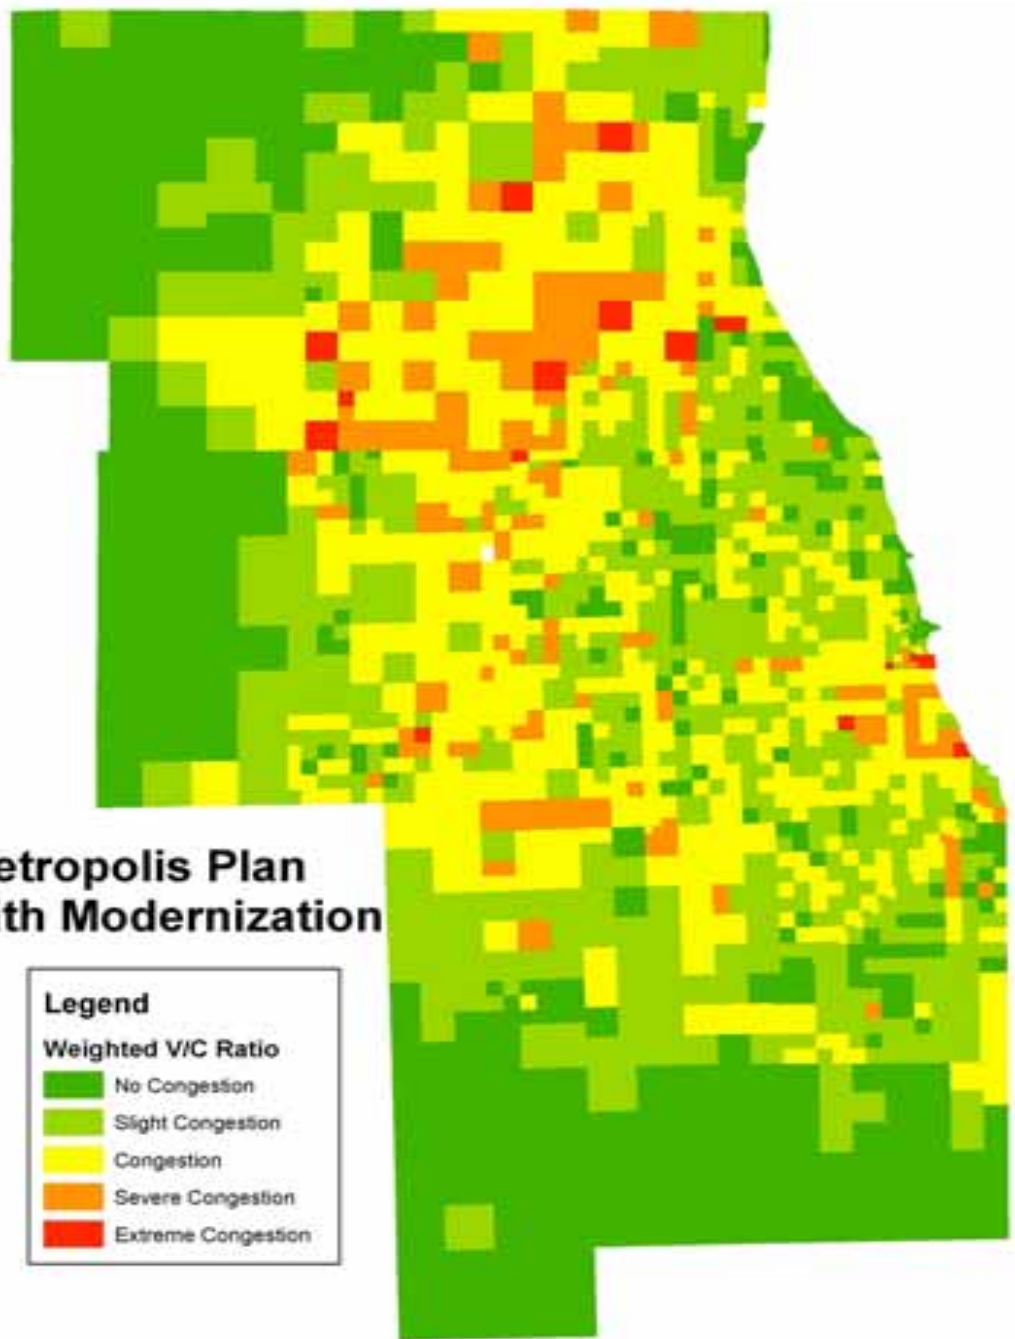 etropolis Plan
th Modernization
Legend
Weighted V/C Ratio
No Congestion
Slight Congestion
Congestion
Severe Congestion
Extreme Congestion